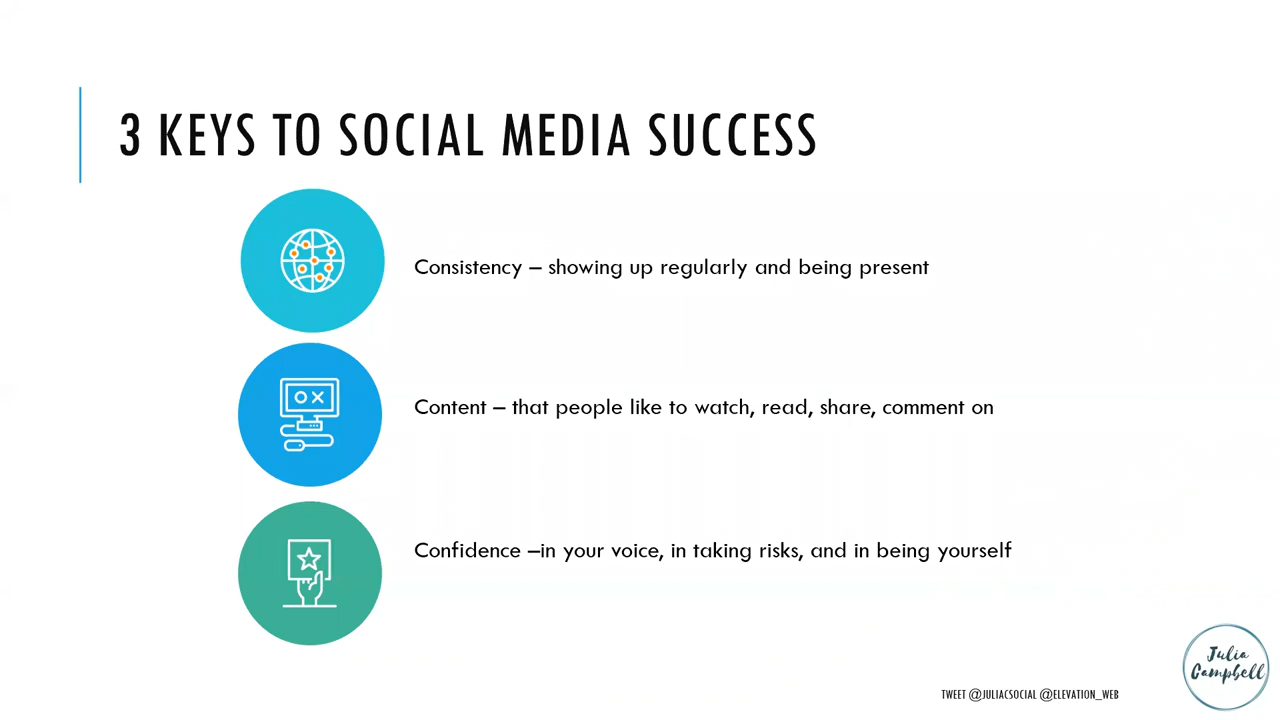 3 KEYS TO SOCIAL MEDIA SUCCESS
Consistency – showing up regularly and being present
Content – that people like to watch, read, share, comment on
Confidence –in your voice, in taking risks, and in being yourself
Julia
Campbell
TWEET @JULIACSOCIAL @ELEVATION_WEB